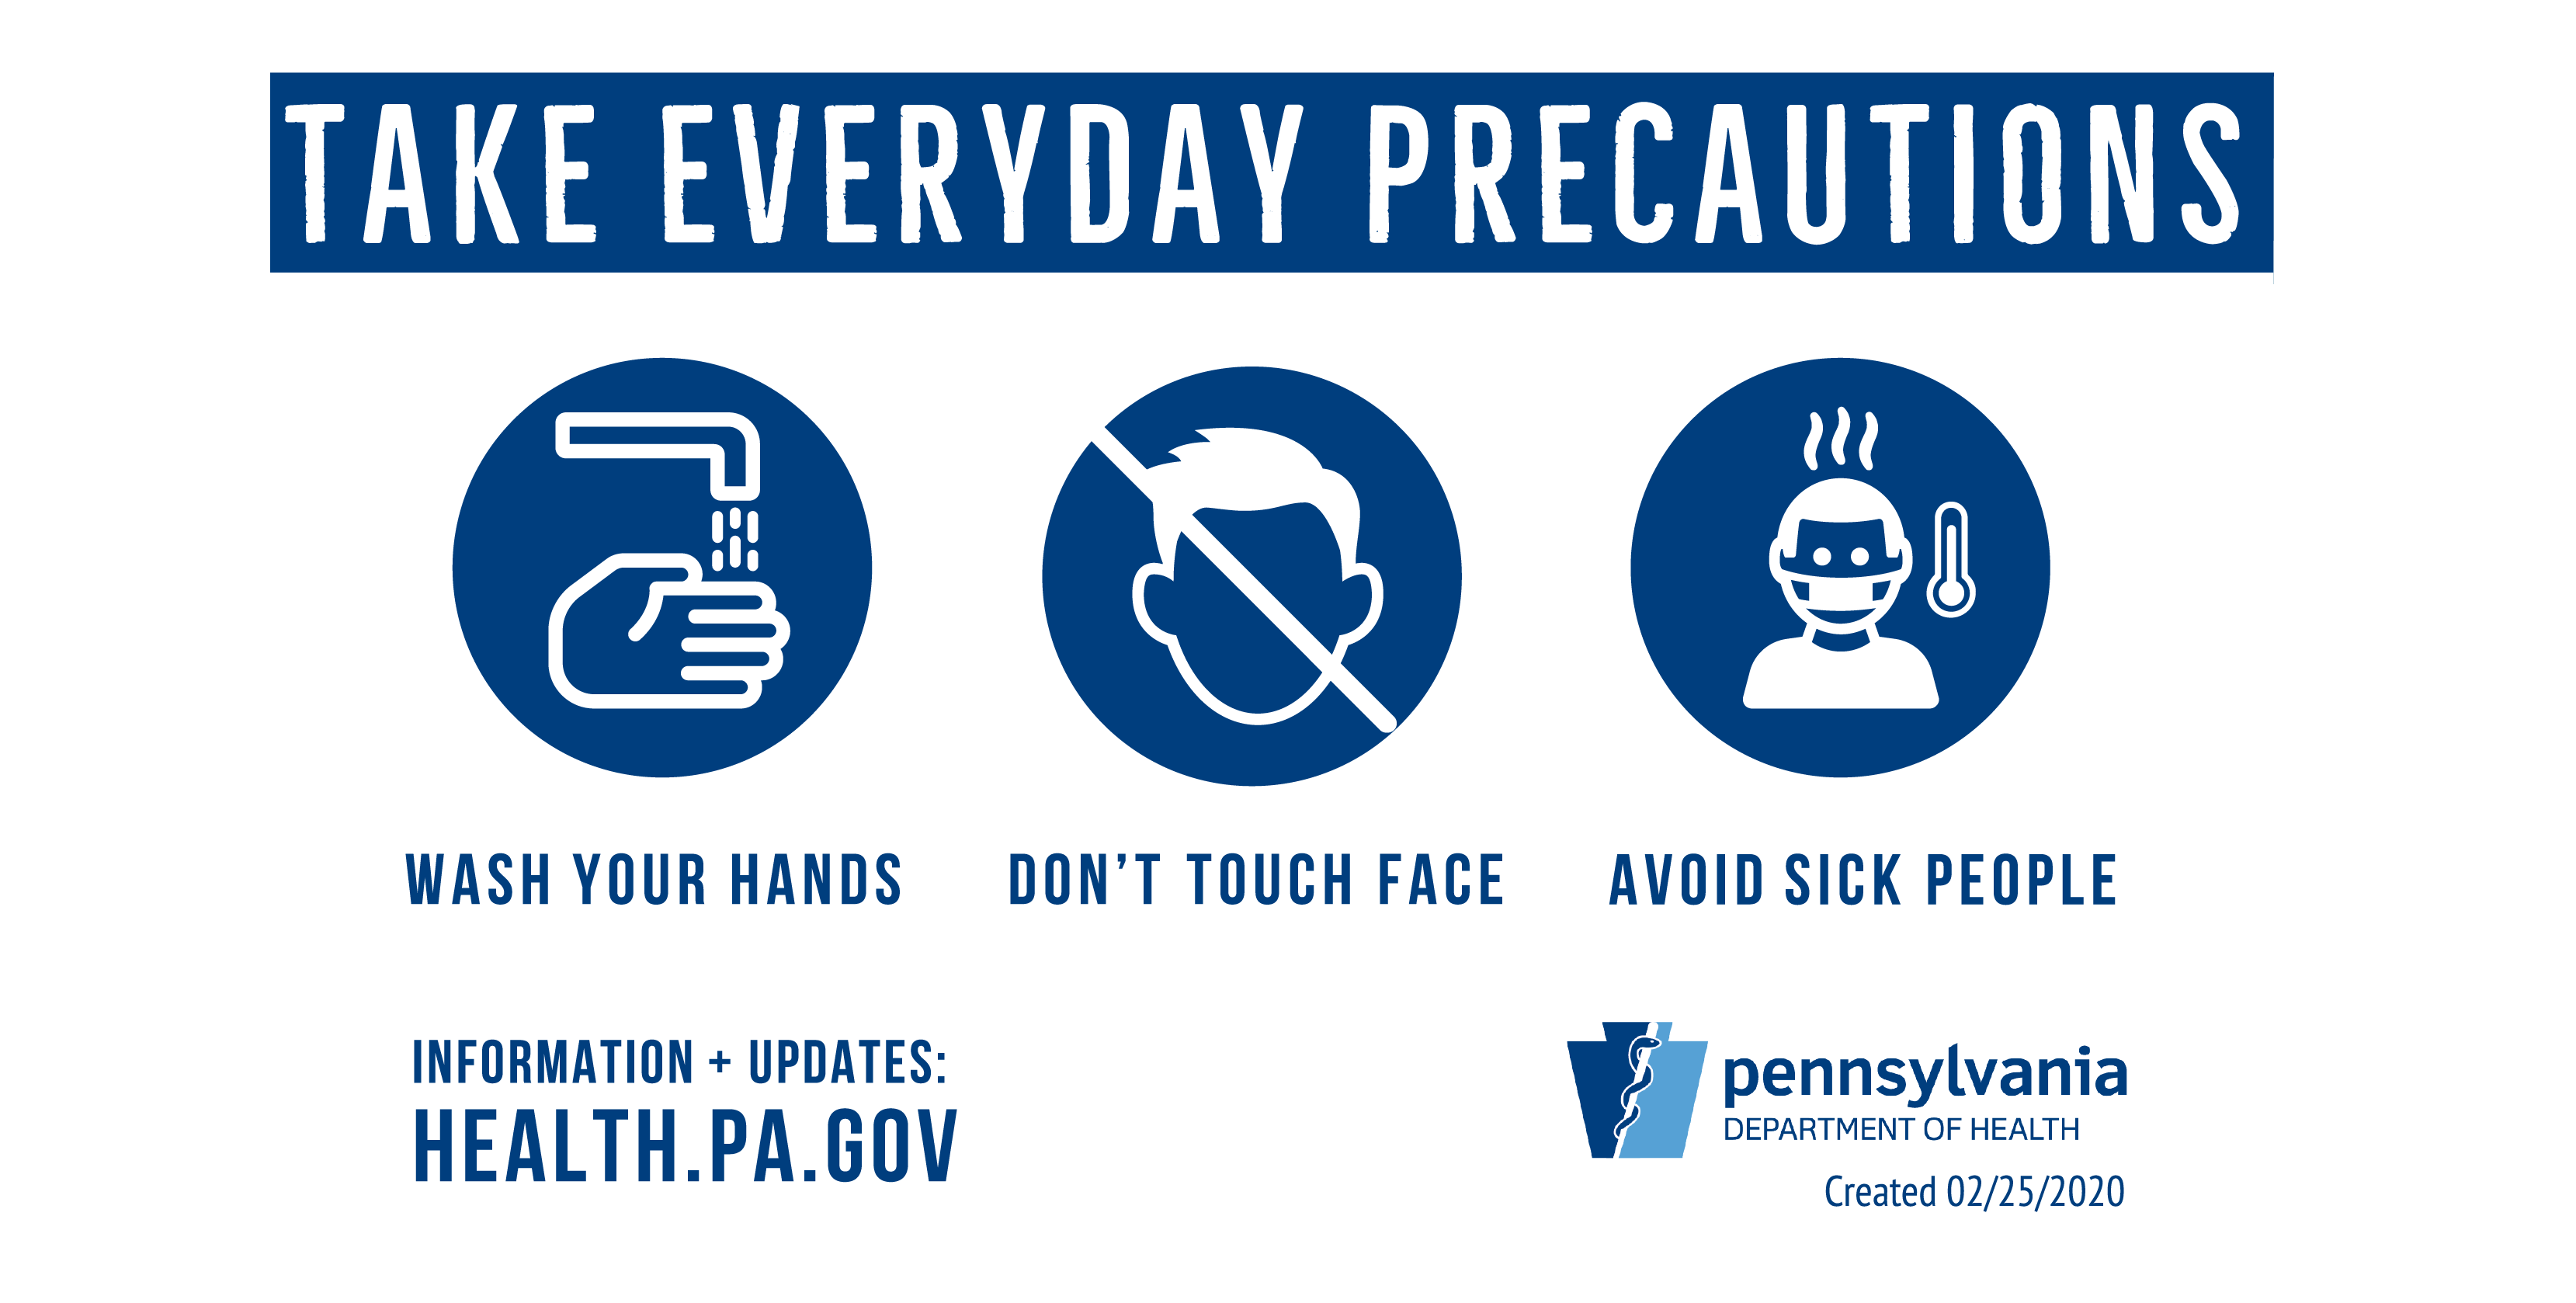 TAKE EVERYDAY PRECAUTIONS
WASH YOUR HANDS
DON’T TOUCH FACE
AVOID SICK PEOPLE
INFORMATION + UPDATES:
HEALTH.PA.GOV
pennsylvania
DEPARTMENT OF HEALTH
Created 02/25/2020